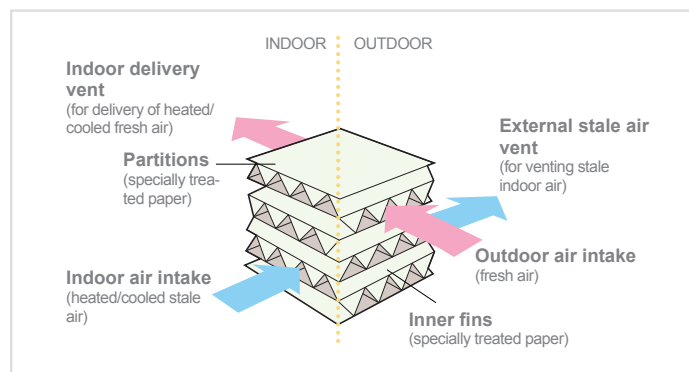 INDOOR OUTDOOR
Indoor delivery
vent
(for delivery of heated/
cooled fresh air)
Partitions
(specially trea-
ted paper)
External stale air
vent
(for venting stale
indoor air)
Indoor air intake
(heated/cooled stale
air)
Outdoor air intake
(fresh air)
Inner fins
(specially treated paper)